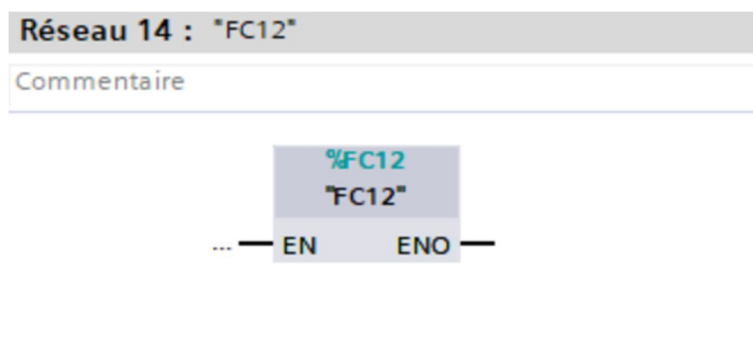 Réseau 14 : "FC12"
Commentaire
%FC12
"FC12"
... EN ENO